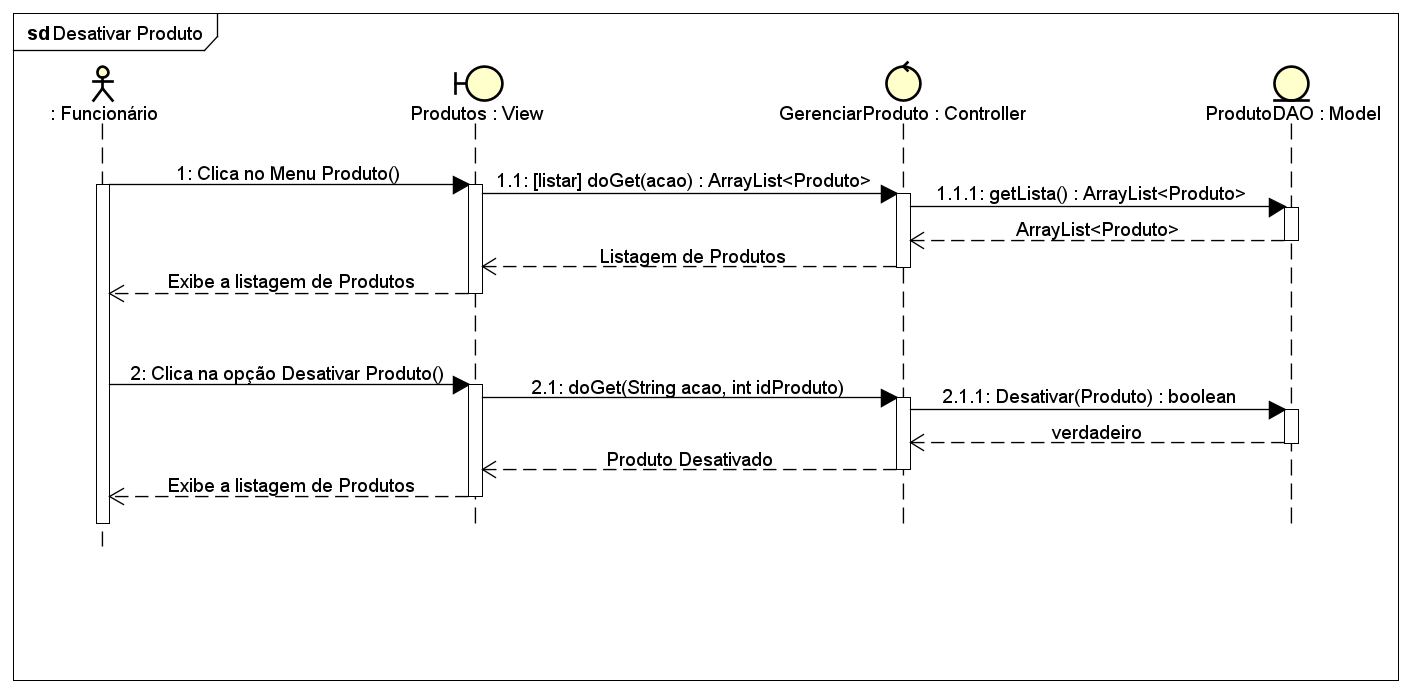 sd Desativar Produto
: Funcionário
Produtos : View
GerenciarProduto : Controller
ProdutoDAO : Model
1: Clica no Menu Produto()
1.1: [listar] doGet(acao) : ArrayList<Produto>
1.1.1: getLista() : ArrayList<Produto>
ArrayList<Produto>
Listagem de Produtos
Exibe a listagem de Produtos
2: Clica na opção Desativar Produto()
2.1: doGet(String acao, int idProduto)
2.1.1: Desativar(Produto) : boolean
verdadeiro
Produto Desativado
Exibe a listagem de Produtos